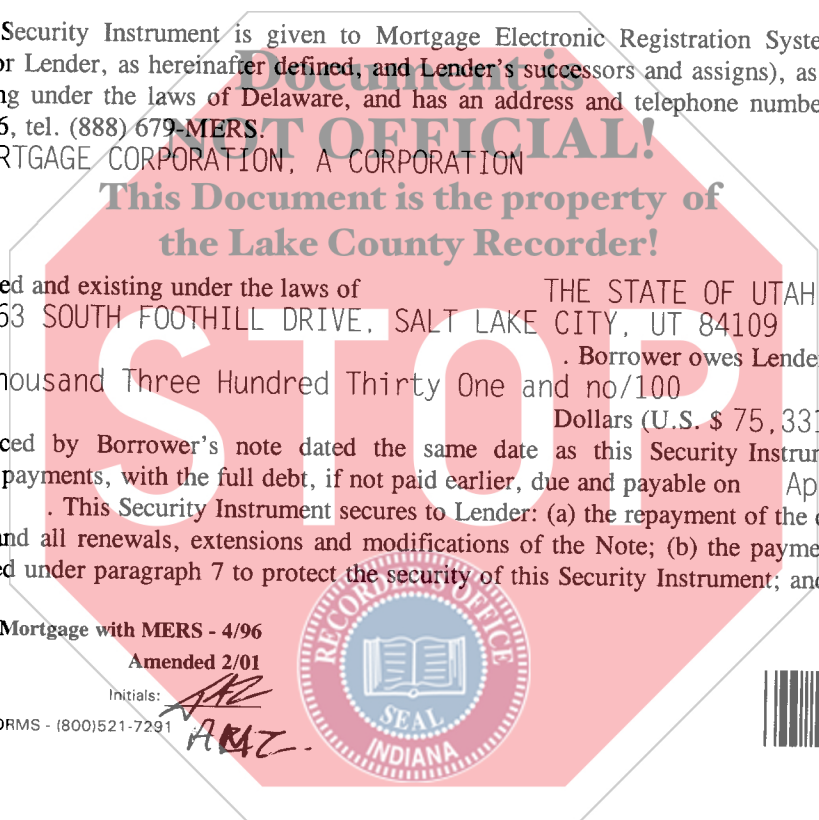 Security Instrument is given to Mortgage Electronic Registration Syste
or Lender, as hereinafter defined, and Lender's successors and assigns), as
Document is
ng under the laws of Delaware, and has an address and telephone numbe
6, tel. (888) 679-MERS.
NOT OFFICIAL!
RTGAGE CORPORATION, A CORPORATION
This Document is the property of
the Lake County Recorder!
ed and existing under the laws of THE STATE OF UTAH
63 SOUTH FOOTHILL DRIVE, SALT LAKE CITY, UT 84109
. Borrower owes Lende
housand Three Hundred Thirty One and no/100
Dollars (U.S. $ 75,331
STOP
ced by Borrower's note dated the same date as this Security Instrum
payments, with the full debt, if not paid earlier, due and payable on Ap
. This Security Instrument secures to Lender: (a) the repayment of the d
and all renewals, extensions and modifications of the Note; (b) the payme
d under paragraph 7 to protect the security of this Security Instrument; and
Mortgage with MERS - 4/96
Amended 2/01
Initials:
ORMS - (800)521-7291
RECORDER'S OFFICE
SEAL
INDIANA